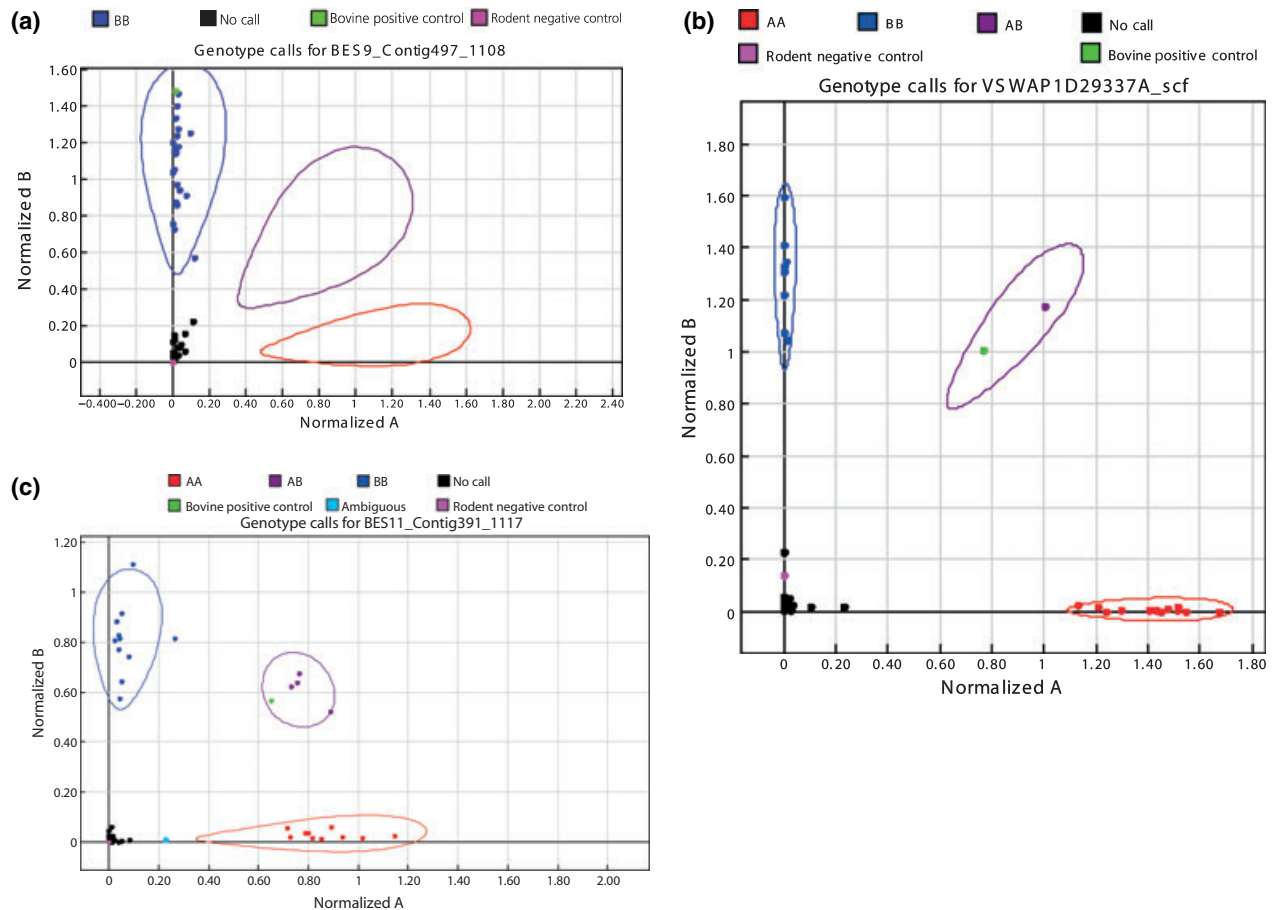 (a)
BB No call Bovine positive control Rodent negative control
Genotype calls for BES9_Contig497_1108
1.60
1.40
1.20
1
0.80
0.60
0.40
0.20
0
Normalized B
−0.400 −0.200 0 0.20 0.40 0.60 0.80 1 1.20 1.40 1.60 1.80 2.00 2.20 2.40
Normalized A
(b)
AA BB AB No call
Rodent negative control Bovine positive control
Genotype calls for VSWAP1D29337A_scf
1.80
1.60
1.40
1.20
1
0.80
0.60
0.40
0.20
0
Normalized B
0 0.20 0.40 0.60 0.80 1 1.20 1.40 1.60 1.80
Normalized A
(c)
AA AB BB No call
Bovine positive control Ambiguous Rodent negative control
Genotype calls for BES11_Contig391_1117
1.20
1
0.80
0.60
0.40
0.20
0
Normalized B
0 0.20 0.40 0.60 0.80 1 1.20 1.40 1.60 1.80 2.00
Normalized A